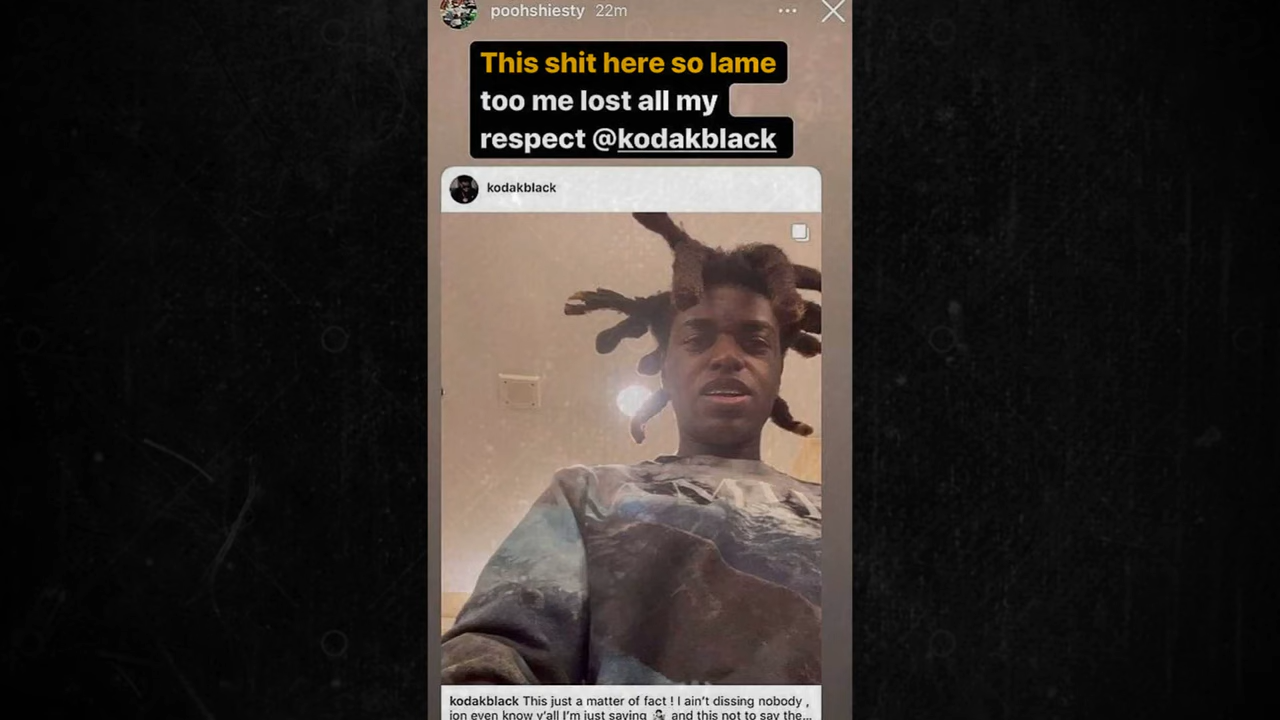 poohshiesty 22m
This shit here so lame
too me lost all my
respect @kodakblack
kodakblack
kodakblack This just a matter of fact ! I ain't dissing nobody ,
jon even know y'all I'm just saying and this not to say the...